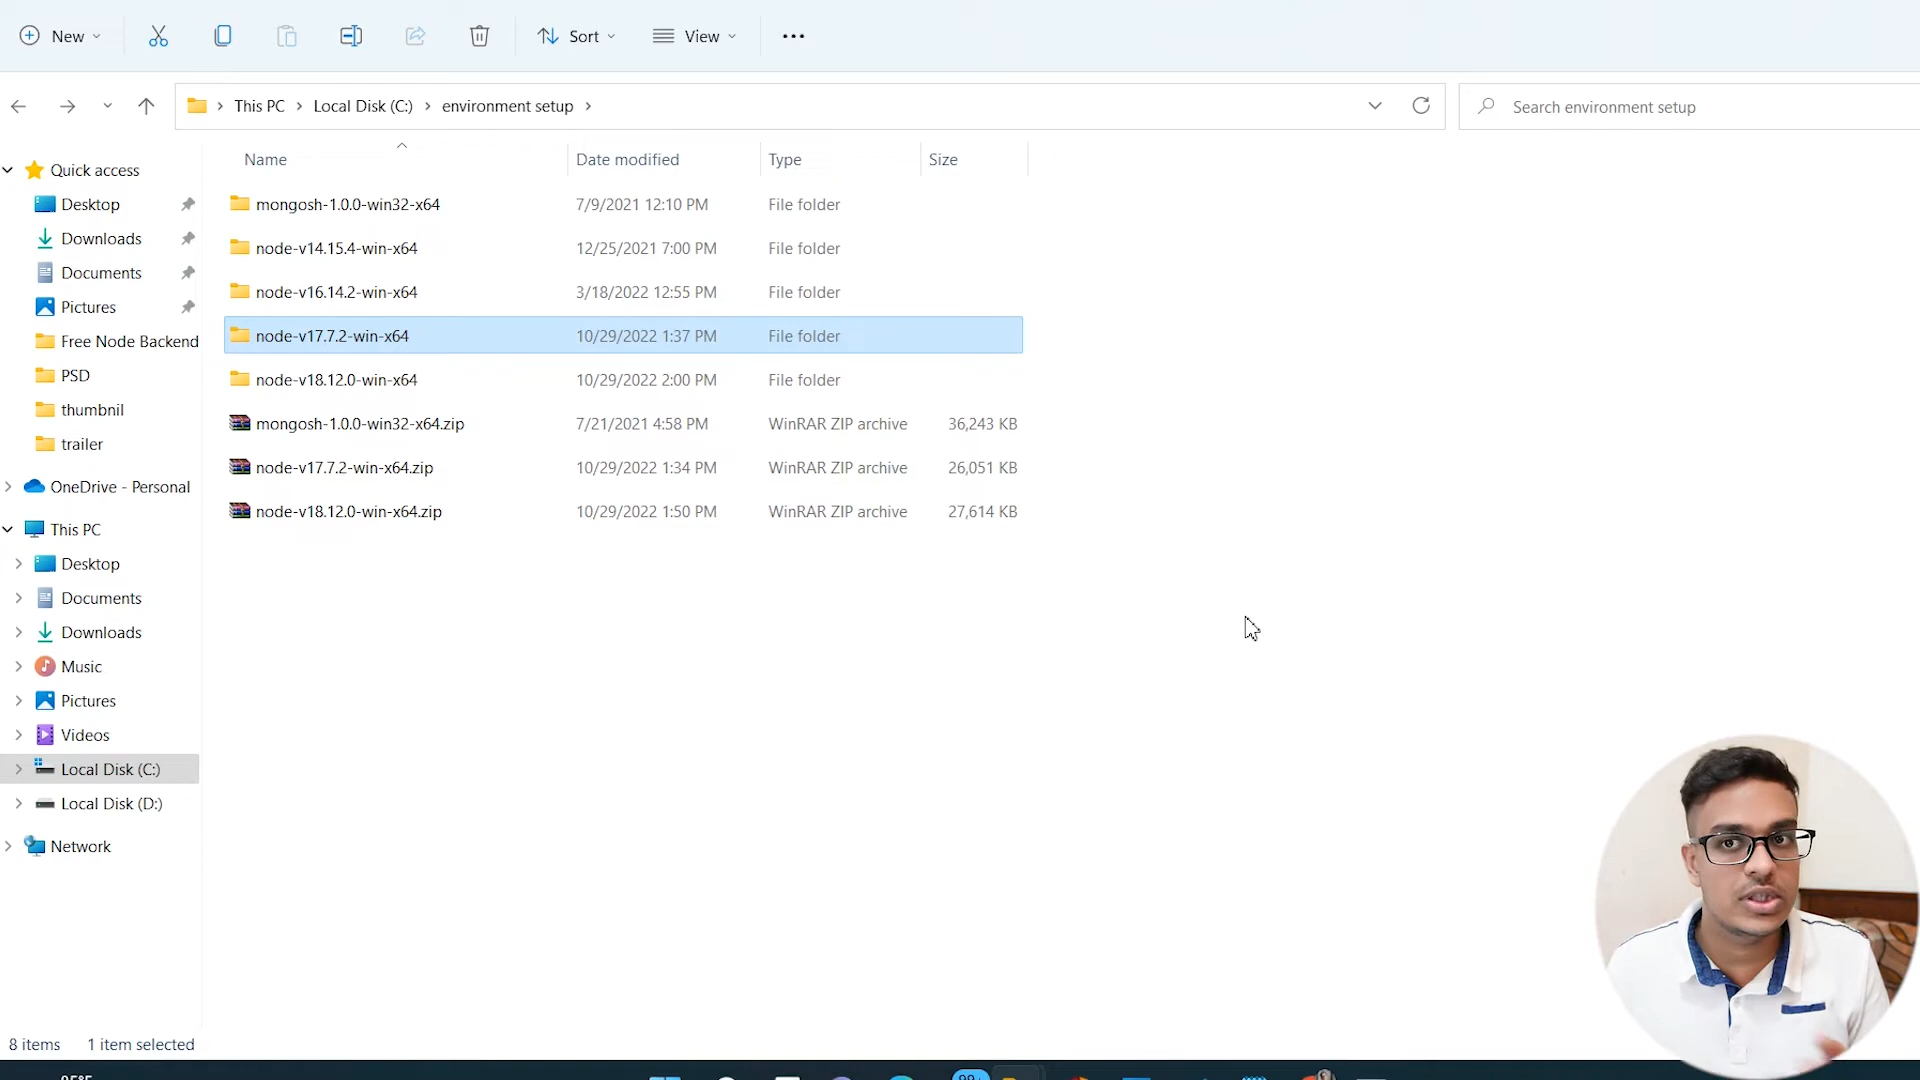 New
Sort
View
This PC > Local Disk (C:) > environment setup >
Search environment setup
Name Date modified Type Size
Quick access
Desktop
Downloads
Documents
Pictures
Free Node Backend
PSD
thumbnil
trailer
OneDrive - Personal
This PC
Desktop
Documents
Downloads
Music
Pictures
Videos
Local Disk (C:)
Local Disk (D:)
Network
mongosh-1.0.0-win32-x64 7/9/2021 12:10 PM File folder
node-v14.15.4-win-x64 12/25/2021 7:00 PM File folder
node-v16.14.2-win-x64 3/18/2022 12:55 PM File folder
node-v17.7.2-win-x64 10/29/2022 1:37 PM File folder
node-v18.12.0-win-x64 10/29/2022 2:00 PM File folder
mongosh-1.0.0-win32-x64.zip 7/21/2021 4:58 PM WinRAR ZIP archive 36,243 KB
node-v17.7.2-win-x64.zip 10/29/2022 1:34 PM WinRAR ZIP archive 26,051 KB
node-v18.12.0-win-x64.zip 10/29/2022 1:50 PM WinRAR ZIP archive 27,614 KB
8 items 1 item selected